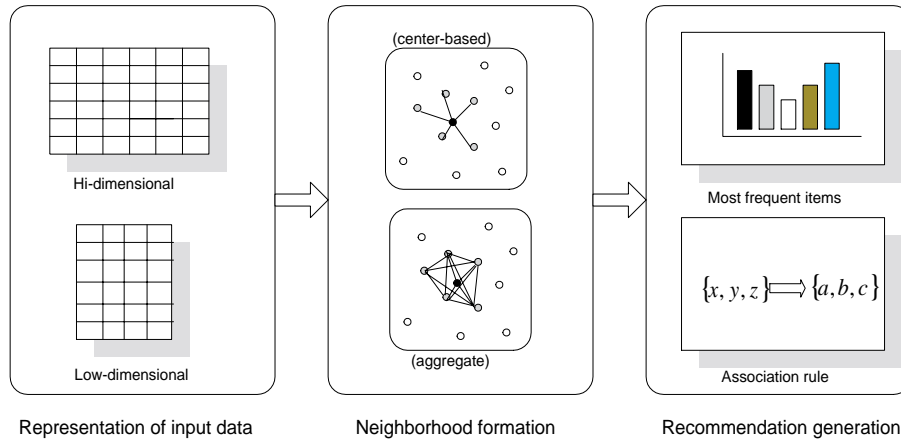 Hi-dimensional
Low-dimensional
Representation of input data
(center-based)
(aggregate)
Neighborhood formation
Most frequent items
{x, y, z} ⇒ {a, b, c}
Association rule
Recommendation generation